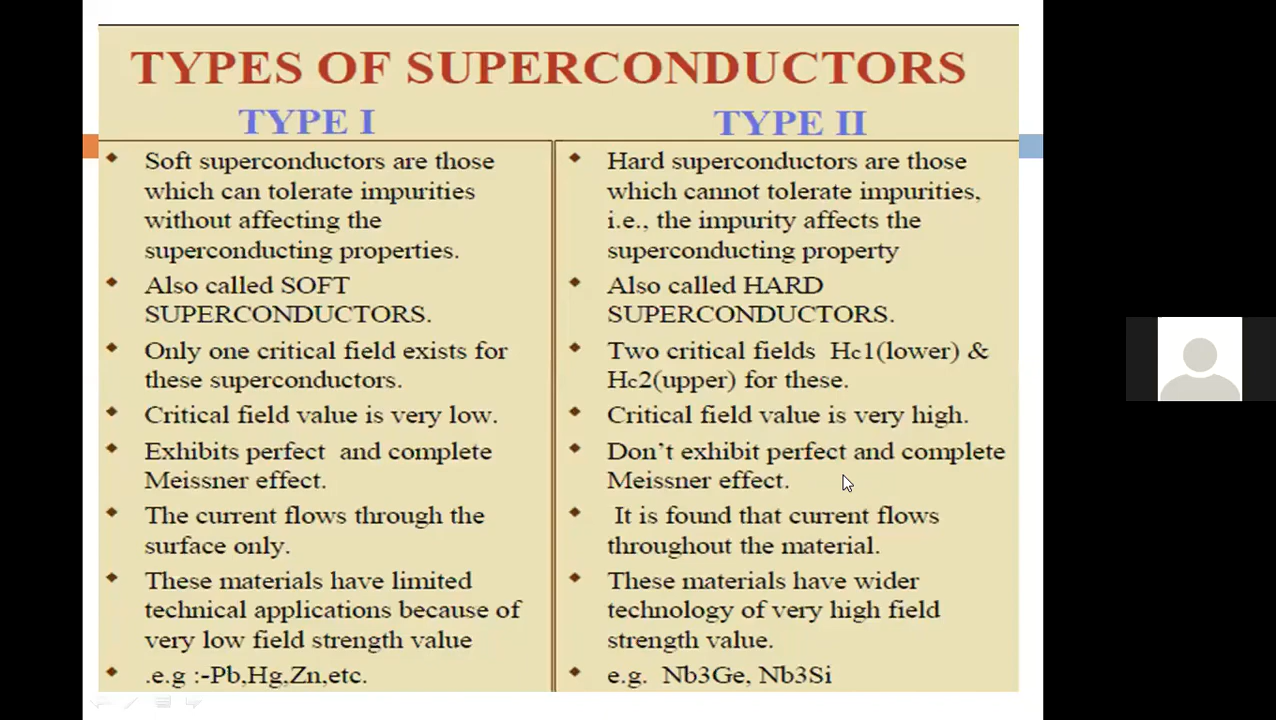 TYPES OF SUPERCONDUCTORS
TYPE I
• Soft superconductors are those
which can tolerate impurities
without affecting the
superconducting properties.
• Also called SOFT
SUPERCONDUCTORS.
• Only one critical field exists for
these superconductors.
• Critical field value is very low.
• Exhibits perfect and complete
Meissner effect.
• The current flows through the
surface only.
• These materials have limited
technical applications because of
very low field strength value
• .e.g :-Pb,Hg,Zn,etc.
TYPE II
• Hard superconductors are those
which cannot tolerate impurities,
i.e., the impurity affects the
superconducting property
• Also called HARD
SUPERCONDUCTORS.
• Two critical fields Hc1(lower) &
Hc2(upper) for these.
• Critical field value is very high.
• Don’t exhibit perfect and complete
Meissner effect.
• It is found that current flows
throughout the material.
• These materials have wider
technology of very high field
strength value.
• e.g. Nb3Ge, Nb3Si